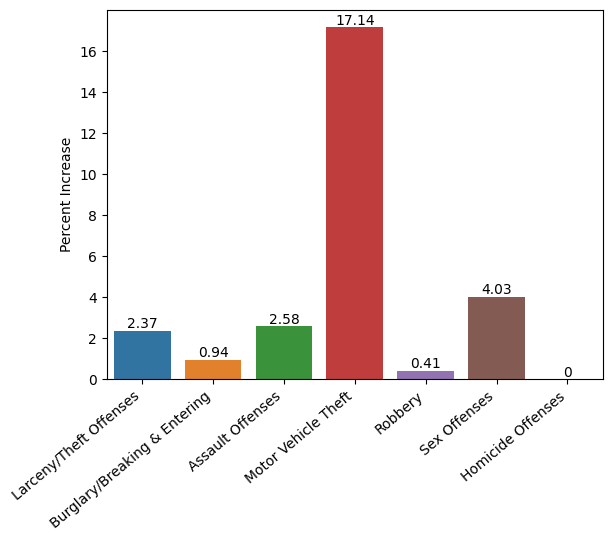 Percent Increase
16
14
12
10
8
6
4
2
0
2.37
0.94
2.58
17.14
0.41
4.03
0
Larceny/Theft Offenses
Burglary/Breaking & Entering
Assault Offenses
Motor Vehicle Theft
Robbery
Sex Offenses
Homicide Offenses